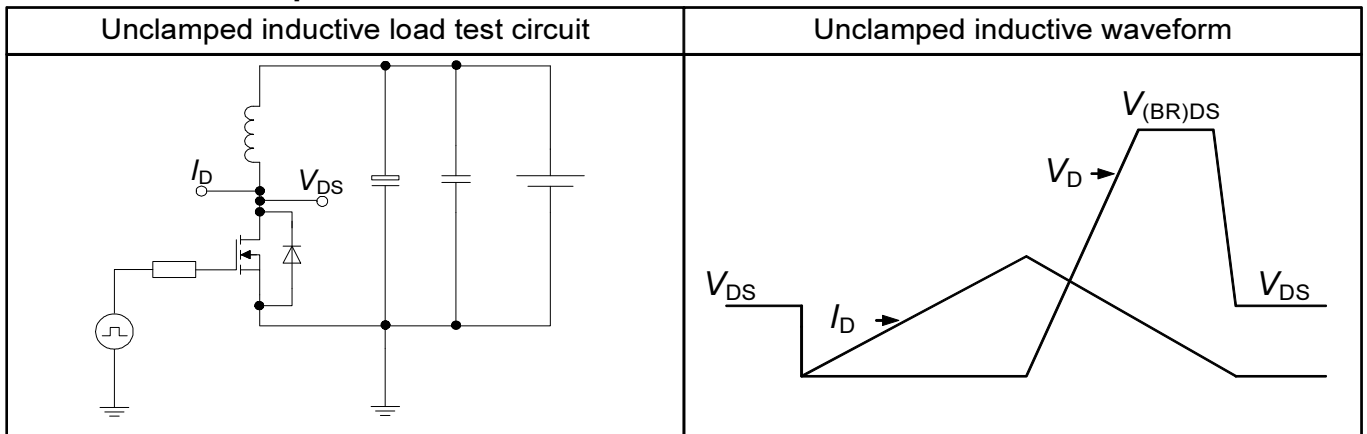 Unclamped inductive load test circuit
Unclamped inductive waveform
I_D
V_DS
V_(BR)DS
V_D
V_DS
I_D
V_DS